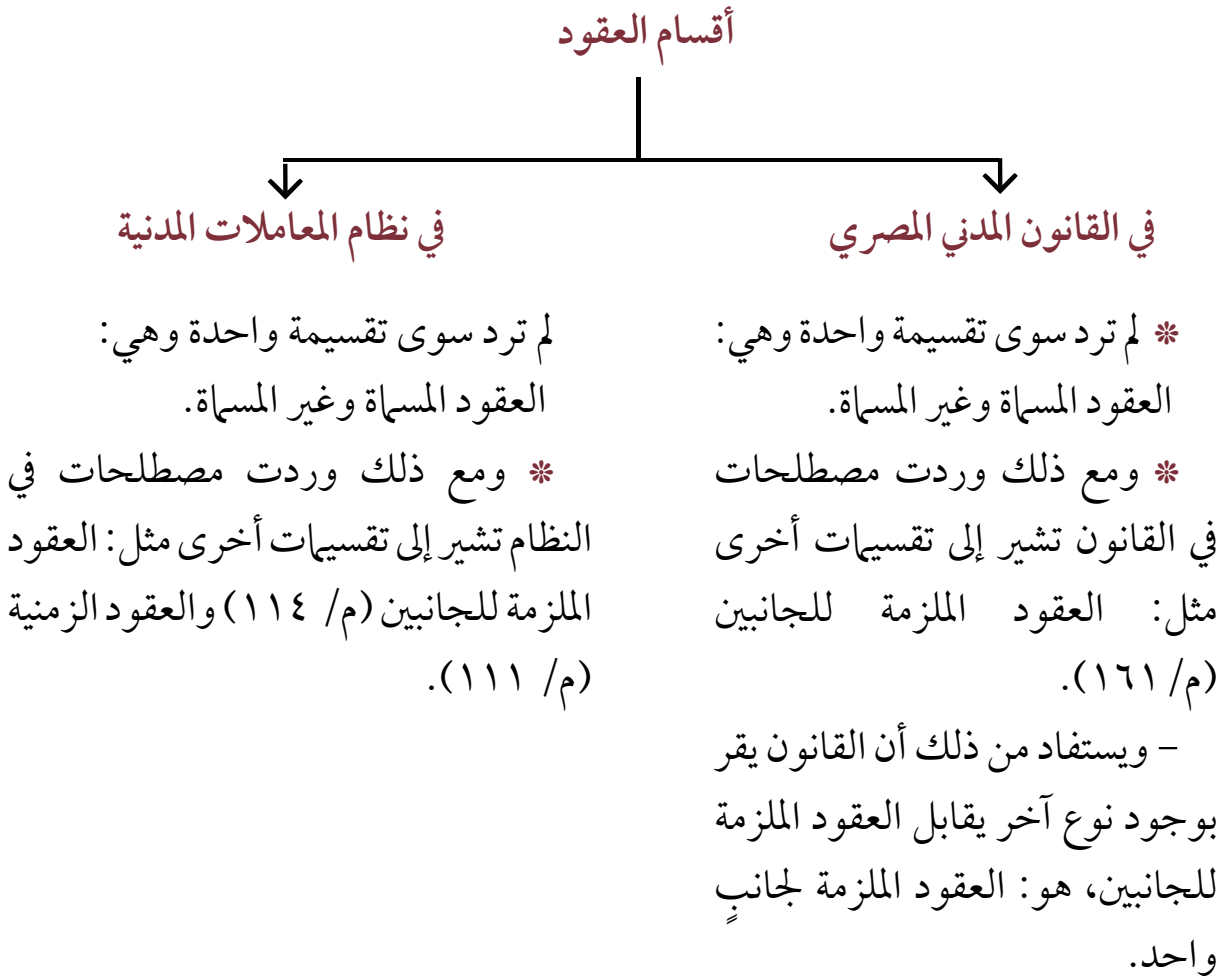 أقسام العقود
في القانون المدني المصري
* لم ترد سوى تقسيمة واحدة وهي:
العقود المسماة وغير المسماة.
* ومع ذلك وردت مصطلحات
في القانون تشير إلى تقسيمات أخرى
مثل: العقود الملزمة للجانبين
(م/ ١٦١).
– ويستفاد من ذلك أن القانون يقر
بوجود نوع آخر يقابل العقود الملزمة
للجانبين، هو: العقود الملزمة لجانبٍ
واحد.
في نظام المعاملات المدنية
لم ترد سوى تقسيمة واحدة وهي:
العقود المسماة وغير المسماة.
* ومع ذلك وردت مصطلحات في
النظام تشير إلى تقسيمات أخرى مثل: العقود
الملزمة للجانبين (م/ ١١٤) والعقود الزمنية
(م/ ١١١).